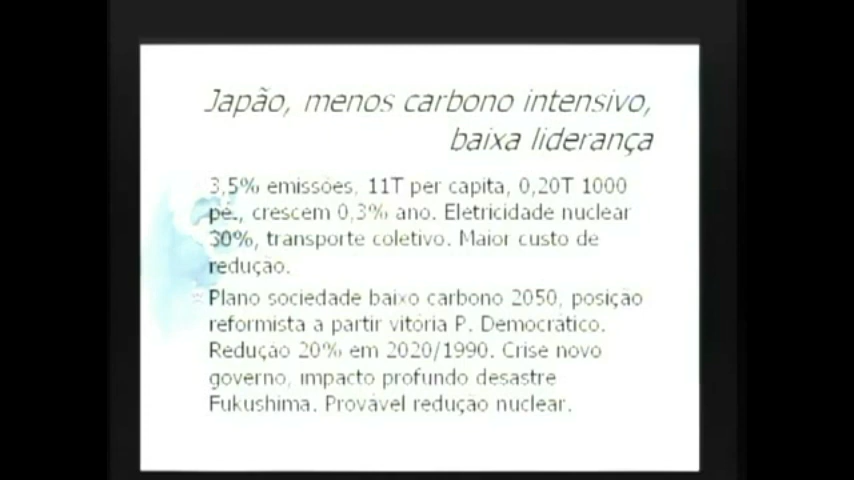 Japão, menos carbono intensivo,
baixa liderança
3,5% emissões, 11T per capita, 0,20T 1000
pe., crescem 0,3% ano. Eletricidade nuclear
30%, transporte coletivo. Maior custo de
redução.
Plano sociedade baixo carbono 2050, posição
reformista a partir vitória P. Democrático.
Redução 20% em 2020/1990. Crise novo
governo, impacto profundo desastre
Fukushima. Provável redução nuclear.